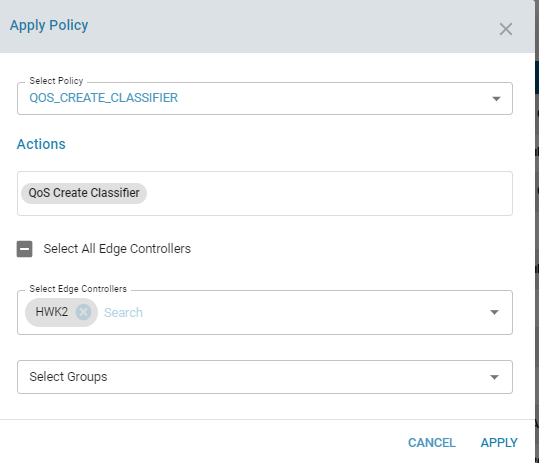 Apply Policy
Select Policy
QOS_CREATE_CLASSIFIER
Actions
QoS Create Classifier
Select All Edge Controllers
Select Edge Controllers
HWK2 Search
Select Groups
CANCEL APPLY